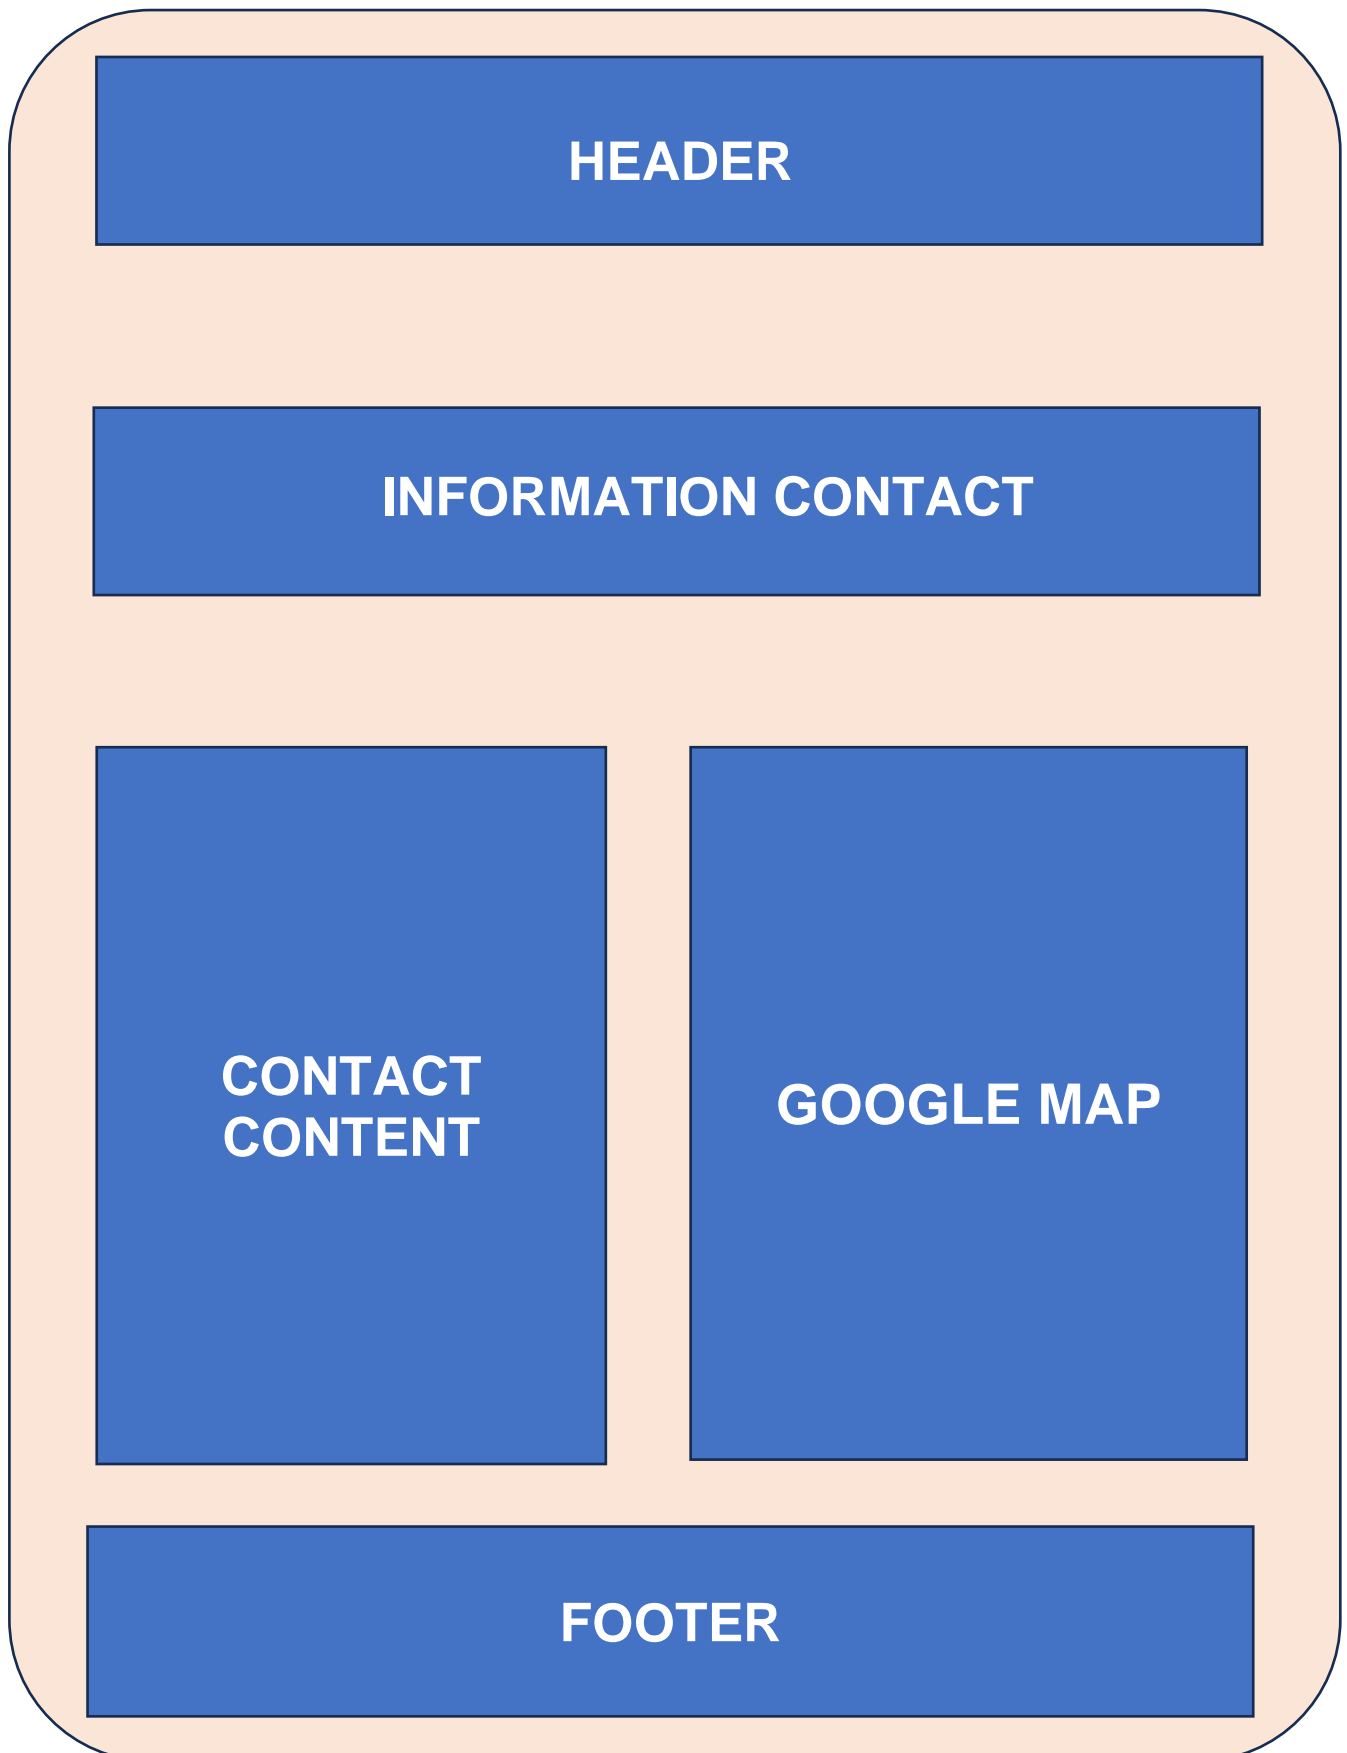 HEADER
INFORMATION CONTACT
CONTACT
CONTENT
GOOGLE MAP
FOOTER